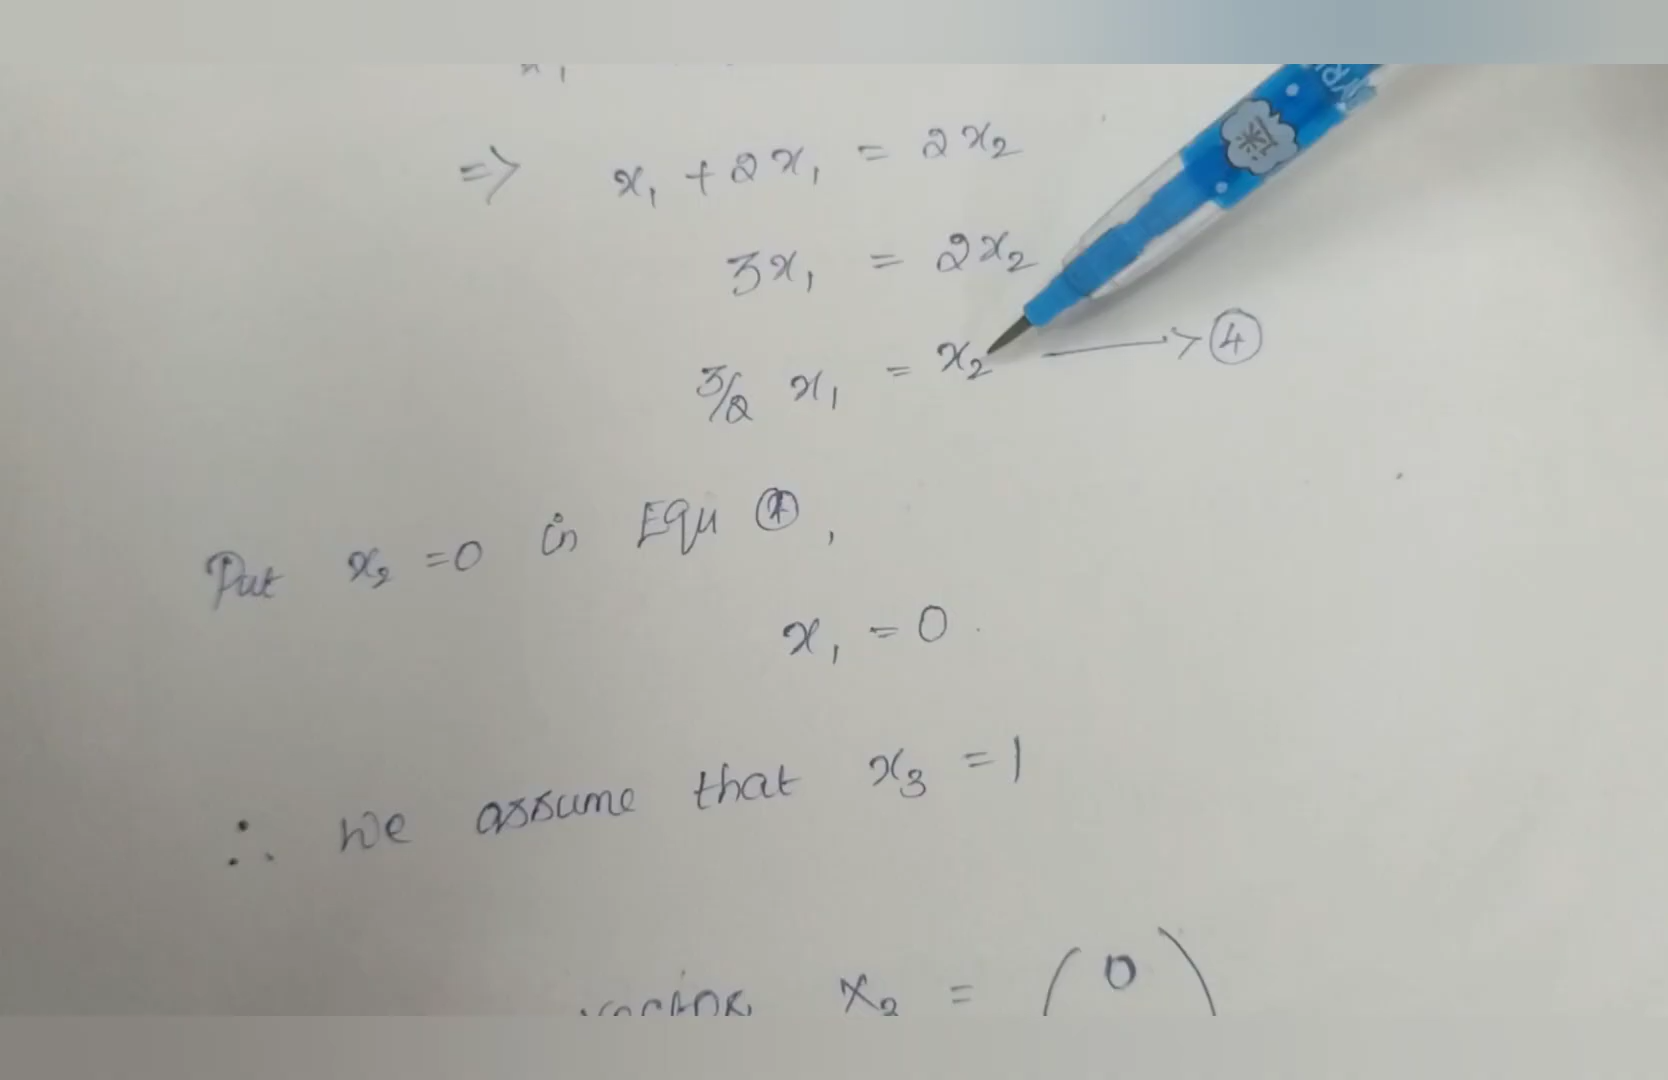 => x₁ + 2x₁ = 2x₂
3x₁ = 2x₂
3/2 x₁ = x₂ → ④
Put x₂ = 0 in Equ ④,
x₁ = 0.
∴ We assume that x₃ = 1
X₂ = ( 0 )